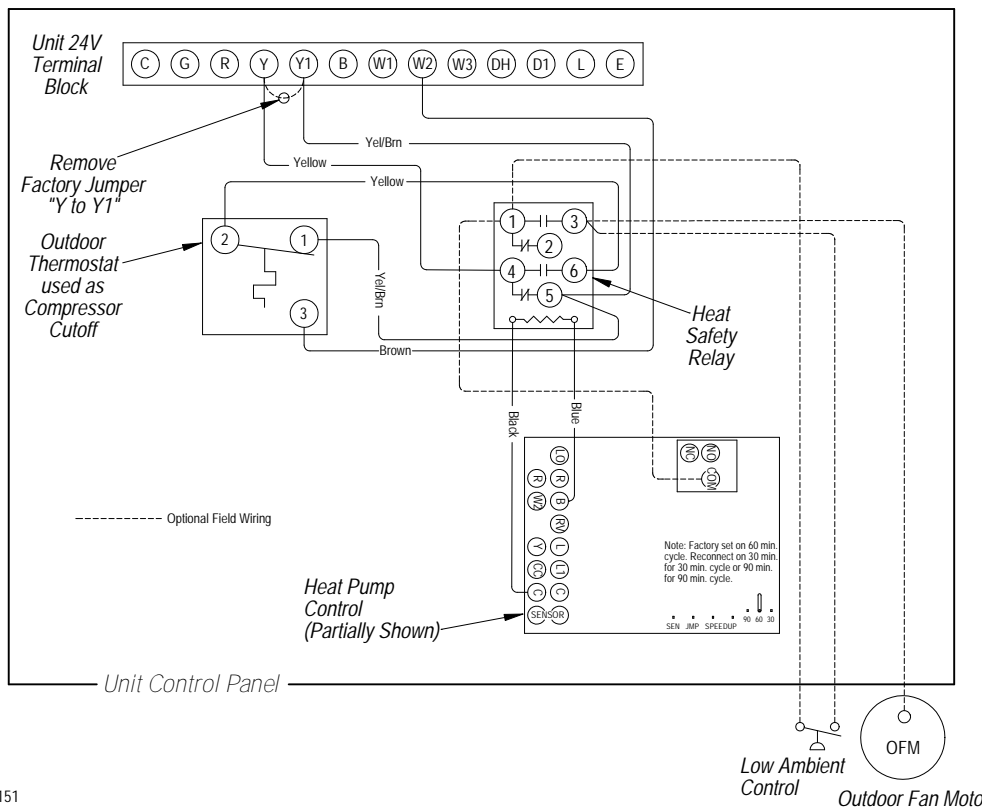 Unit 24V
Terminal
Block
C G R Y Y1 B W1 W2 W3 DH D1 L E
Remove
Factory Jumper
"Y to Y1"
Yel/Brn
Yellow
Yellow
Outdoor
Thermostat
used as
Compressor
Cutoff
2 1
3
Yel/Brn
Brown
1 3
2
4 6
5
Heat
Safety
Relay
Black
Blue
LO
R R
W2 B
RV
Y L
CC L1
C C
SENSOR
NC NO
COM
Optional Field Wiring
Note: Factory set on 60 min.
cycle. Reconnect on 30 min.
for 30 min. cycle or 90 min.
for 90 min. cycle.
90 60 30
SEN JMP SPEEDUP
Heat Pump
Control
(Partially Shown)
Unit Control Panel
Low Ambient
Control
OFM
Outdoor Fan Moto
151